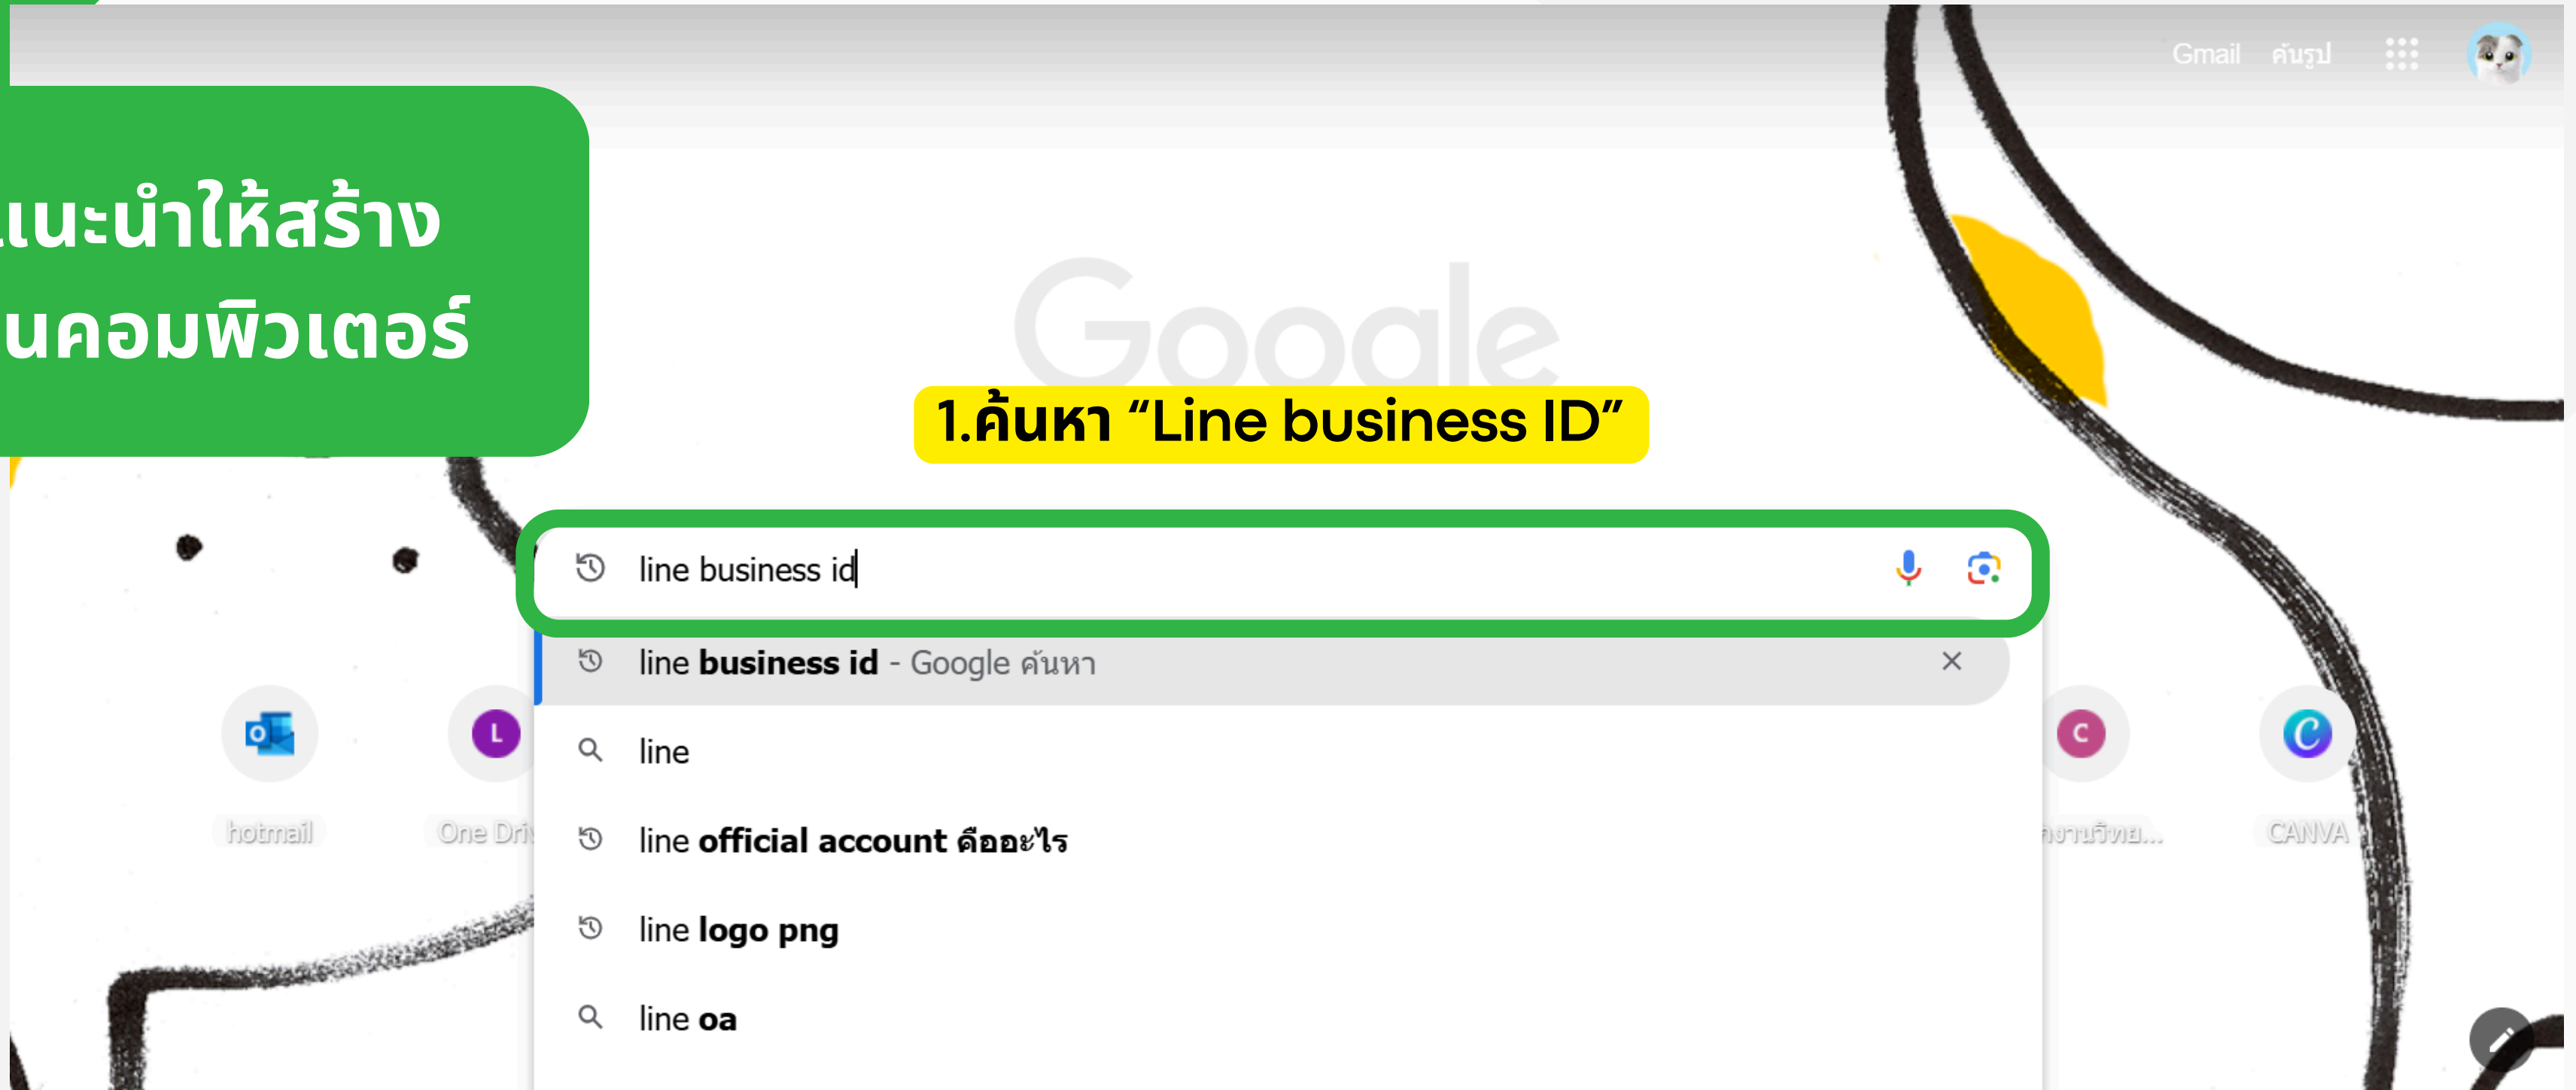 Gmail ค้นรูป
แนะนำให้สร้าง
นคอมพิวเตอร์
Google
1.ค้นหา “Line business ID”
line business id
line business id - Google ค้นหา
line
L
C
line official account คืออะไร
hotmail
One Dri
CANVA
line logo png
line oa